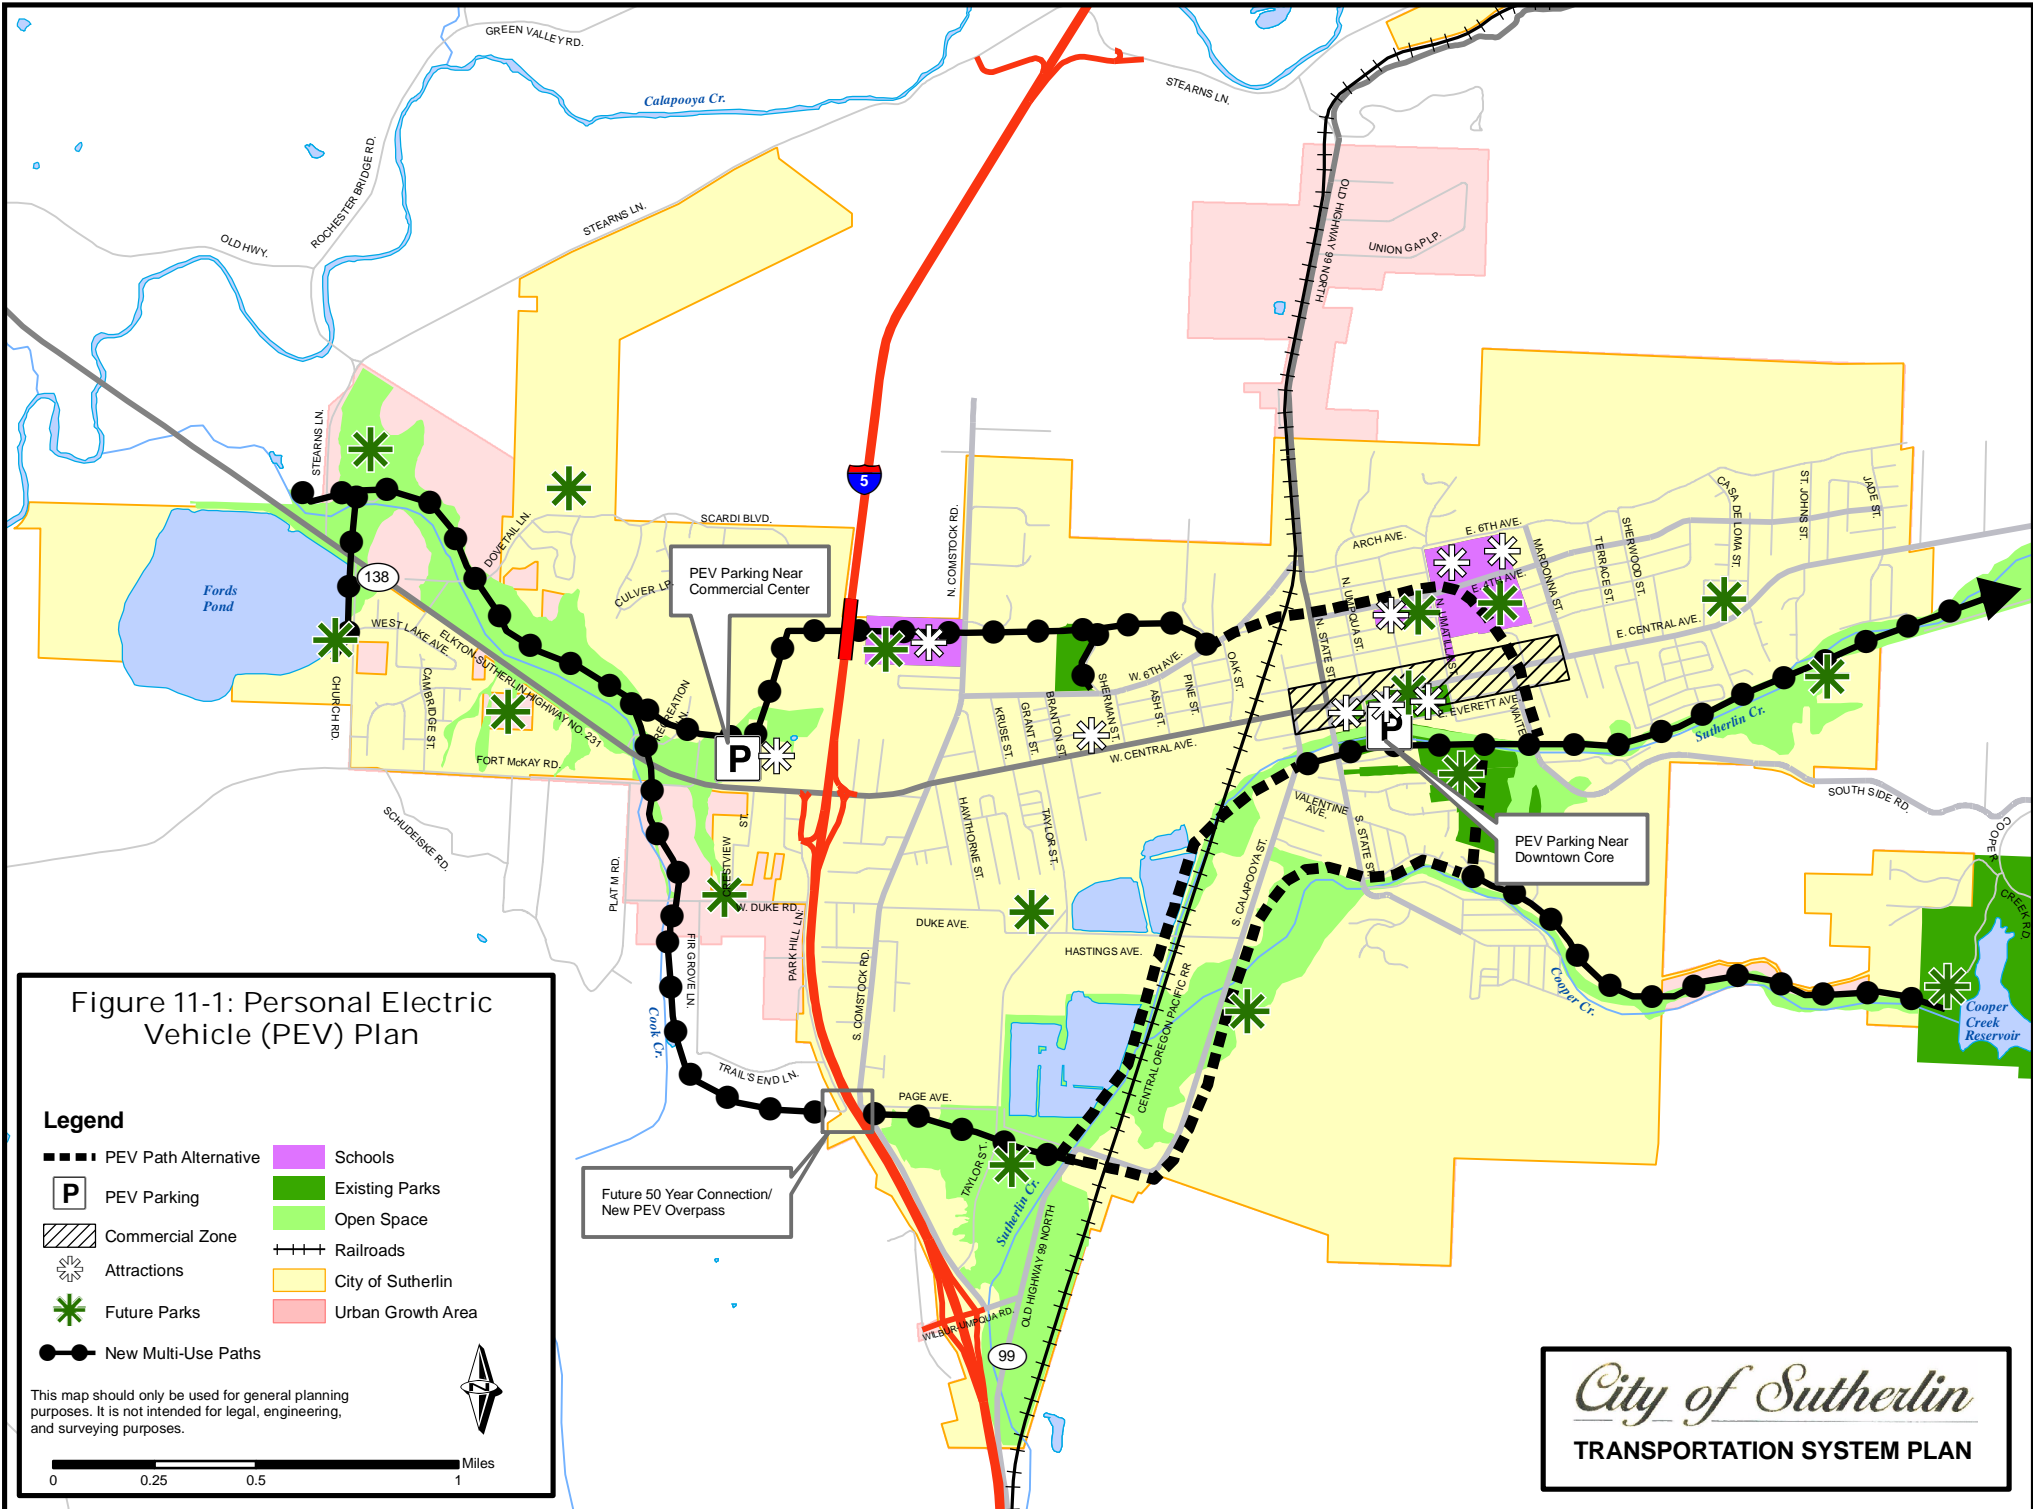 GREEN VALLEY RD.
Calapooya Cr.
STEARNS LN.
ROCHESTER BRIDGE RD.
OLD HWY.
STEARNS LN.
OLD HIGHWAY 99 NORTH
UNION GAP LP.
5
STEARNS LN.
SCARDI BLVD.
DOVETAIL LN.
CULVER LP.
PEV Parking Near
Commercial Center
N. COMSTOCK RD.
ARCH AVE.
E. 6TH AVE.
E. 4TH AVE.
MARDONNA ST.
TERRACE ST.
SHERWOOD ST.
CASA DE LOMA ST.
ST. JOHNS ST.
JADE ST.
Fords
Pond
138
WEST LAKE AVE.
ELKTON-SUTHERLIN HIGHWAY NO. 231
CHURCH RD.
CAMBRIDGE ST.
FORT McKAY RD.
RECREATION
LN.
P
N. UMPQUA ST.
N. STATE ST.
N. UMATILLA S
E. CENTRAL AVE.
W. 6TH AVE.
OAK ST.
PINE ST.
ASH ST.
SHERMAN ST.
BRANTON ST.
GRANT ST.
KRUSE ST.
W. CENTRAL AVE.
E. EVERETT AVE.
WAITE
P
Sutherlin Cr.
SOUTH SIDE RD.
COOPER
CREEK RD.
SCHUDEISKE RD.
PLAT M RD.
CRESTVIEW
ST.
W. DUKE RD.
PARK HILL LN.
FIR GROVE LN.
Cook Cr.
HAWTHORNE ST.
TAYLOR ST.
DUKE AVE.
HASTINGS AVE.
S. COMSTOCK RD.
VALENTINE
AVE.
S. STATE ST.
S. CALAPOOYA ST.
CENTRAL OREGON PACIFIC RR
PEV Parking Near
Downtown Core
Cooper Cr.
Cooper
Creek
Reservoir
TRAIL'S END LN.
PAGE AVE.
TAYLOR ST.
Sutherlin Cr.
OLD HIGHWAY 99 NORTH
WILBUR-UMPQUA RD.
99
Future 50 Year Connection/
New PEV Overpass
Figure 11-1: Personal Electric
Vehicle (PEV) Plan
Legend
PEV Path Alternative
P
PEV Parking
Commercial Zone
Attractions
Future Parks
New Multi-Use Paths
Schools
Existing Parks
Open Space
Railroads
City of Sutherlin
Urban Growth Area
N
This map should only be used for general planning
purposes. It is not intended for legal, engineering,
and surveying purposes.
Miles
0 0.25 0.5 1
City of Sutherlin
TRANSPORTATION SYSTEM PLAN